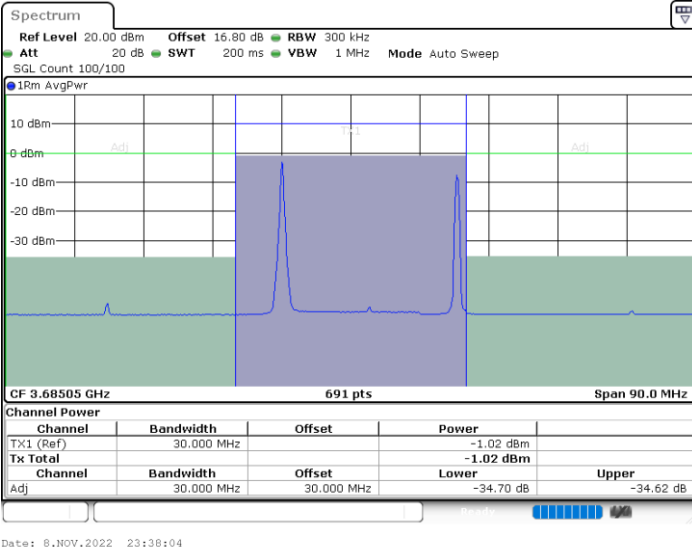 Spectrum
Ref Level 20.00 dBm Offset 16.80 dB RBW 300 kHz
Att 20 dB SWT 200 ms VBW 1 MHz Mode Auto Sweep
SGL Count 100/100
1Rm AvgPwr
10 dBm
TX1
Adj
Adj
0 dBm
-10 dBm
-20 dBm
-30 dBm
CF 3.68505 GHz 691 pts Span 90.0 MHz
Channel Power
Channel Bandwidth Offset Power
TX1 (Ref) 30.000 MHz -1.02 dBm
Tx Total -1.02 dBm
Channel Bandwidth Offset Lower Upper
Adj 30.000 MHz 30.000 MHz -34.70 dB -34.62 dB
Ready
Date: 8.NOV.2022 23:38:04